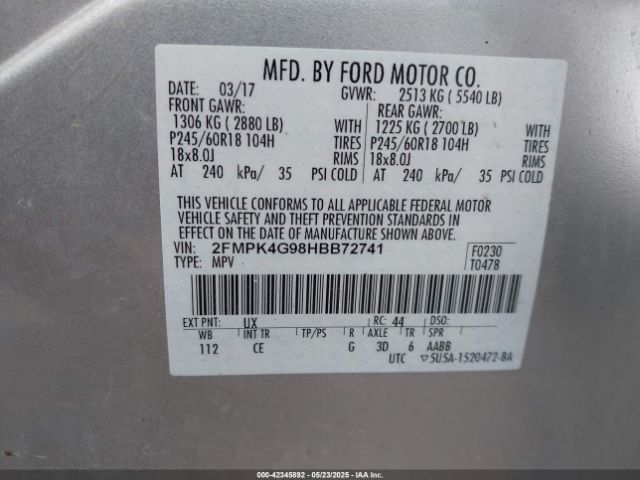 MFD. BY FORD MOTOR CO.
DATE: 03/17 GVWR: 2513 KG ( 5540 LB)
FRONT GAWR: REAR GAWR:
1306 KG ( 2880 LB) WITH 1225 KG ( 2700 LB) WITH
P245/60R18 104H TIRES P245/60R18 104H TIRES
18x8.0J RIMS 18x8.0J RIMS
AT 240 kPa/ 35 PSI COLD AT 240 kPa/ 35 PSI COLD
THIS VEHICLE CONFORMS TO ALL APPLICABLE FEDERAL MOTOR
VEHICLE SAFETY AND THEFT PREVENTION STANDARDS IN
EFFECT ON THE DATE OF MANUFACTURE SHOWN ABOVE.
VIN: 2FMPK4G98HBB72741 F0230
TYPE: MPV T0478
EXT PNT: UX RC: 44 DSO:
WB INT TR TP/PS R AXLE TR SPR
112 CE G 3D 6 AABB
UTC ▽5U5A-1520472-BA
000-42345892 - 05/23/2025 - IAAI.COM